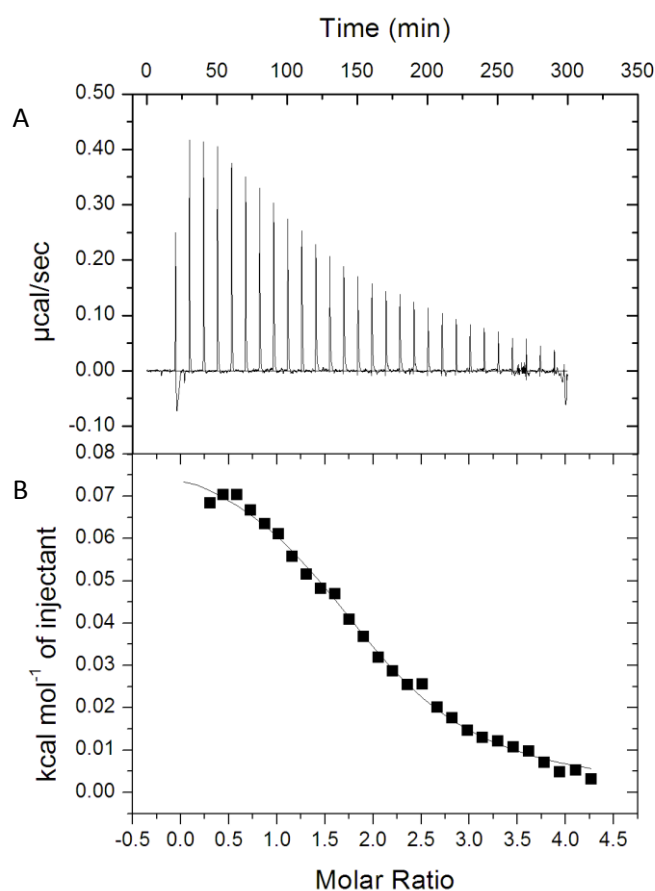 Time (min)
0 50 100 150 200 250 300 350
A
0.50
0.40
0.30
0.20
0.10
0.00
-0.10
µcal/sec
0.08
B
0.07
0.06
0.05
0.04
0.03
0.02
0.01
0.00
kcal mol⁻¹ of injectant
-0.5 0.0 0.5 1.0 1.5 2.0 2.5 3.0 3.5 4.0 4.5
Molar Ratio